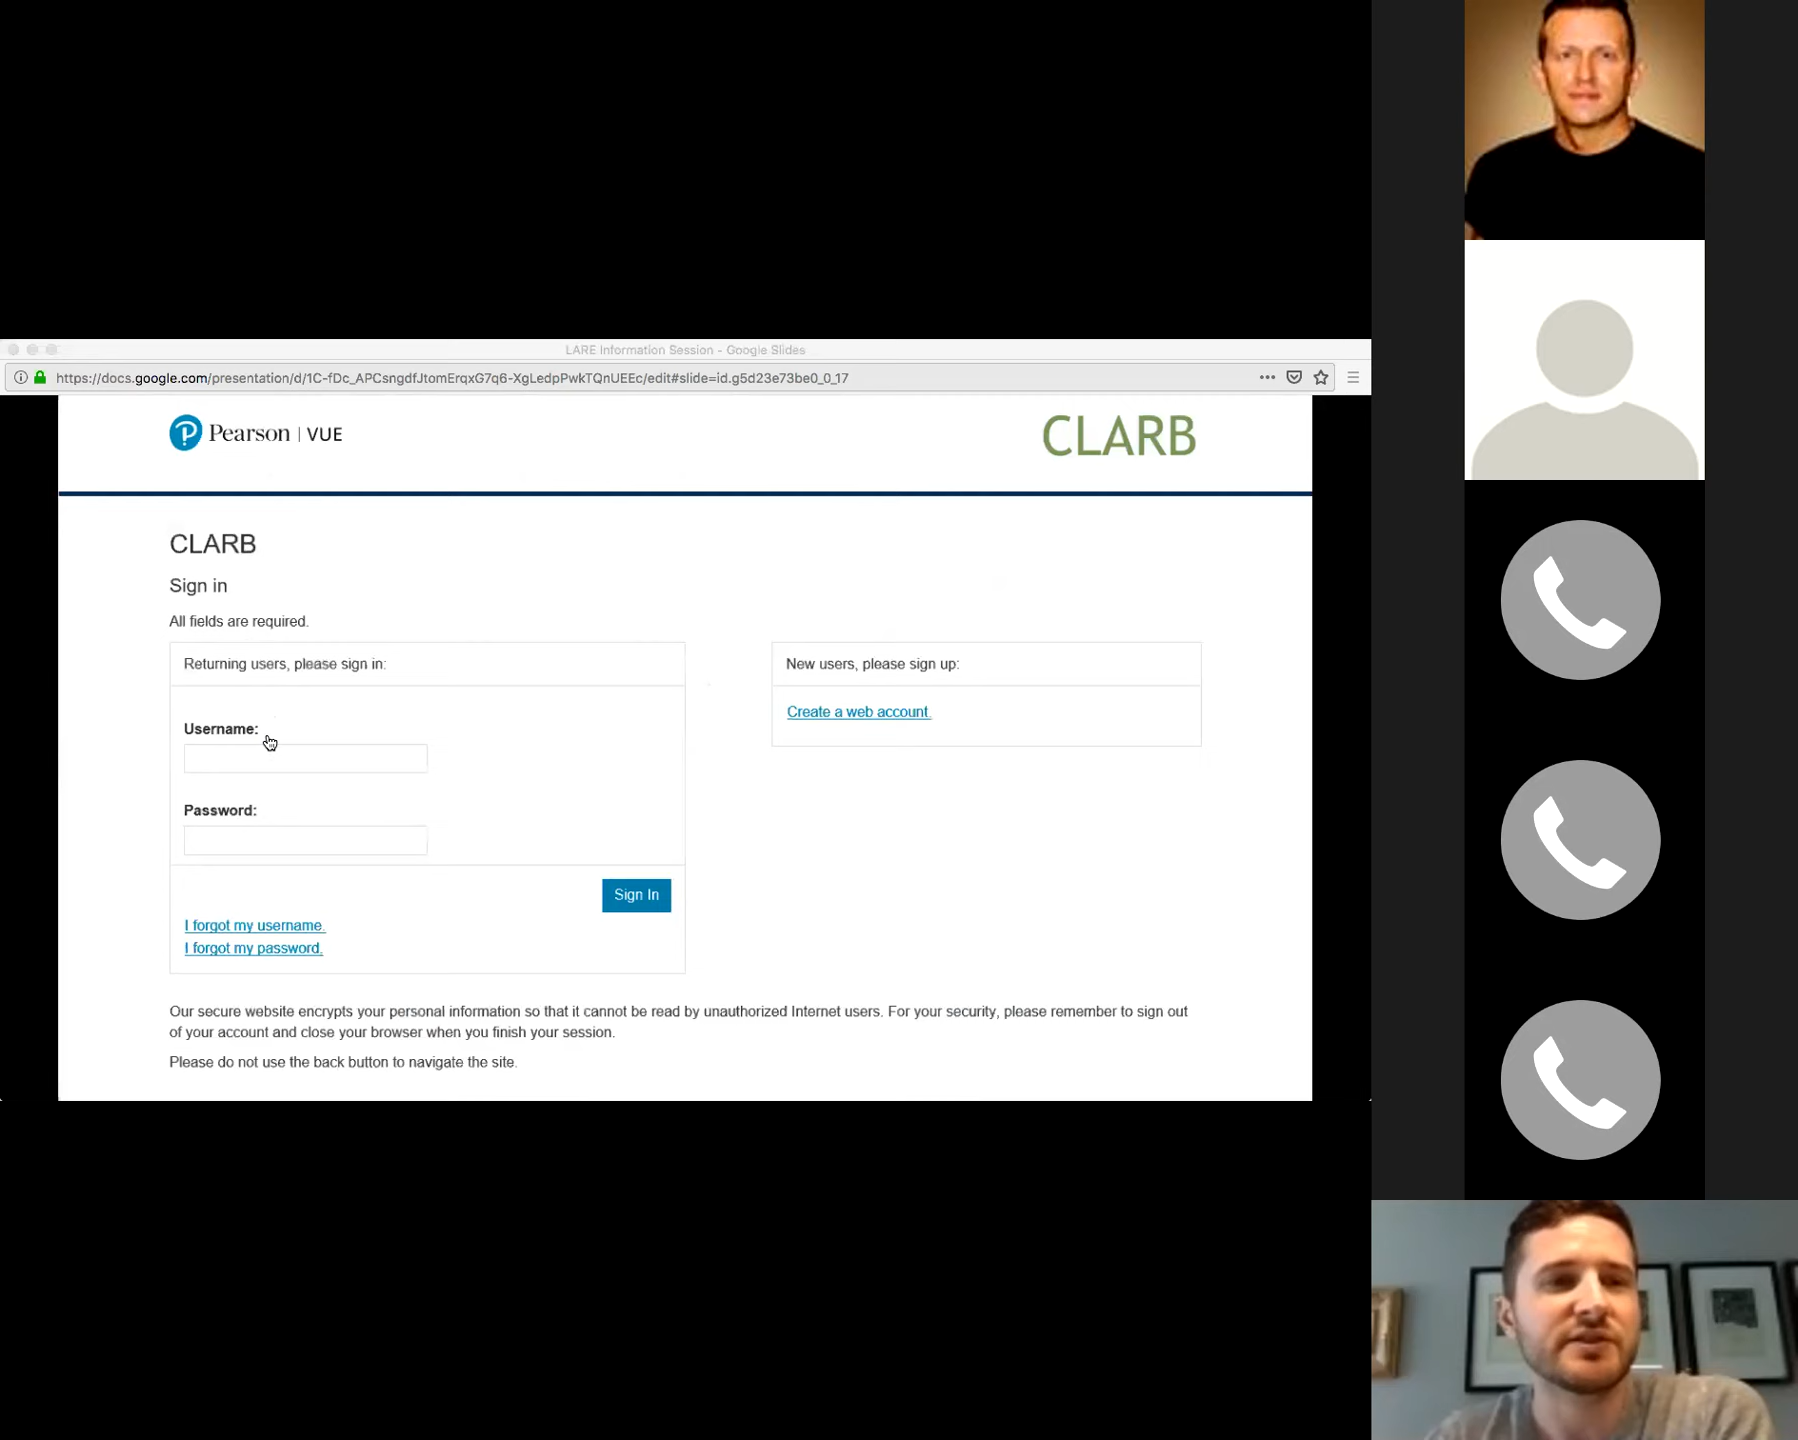 LARE Information Session - Google Slides
https://docs.google.com/presentation/d/1C-fDc_APCsngdfJtomErqxG7q6-XgLedpPwkTQnUEEc/edit#slide=id.g5d23e73be0_0_17
Pearson | VUE
CLARB
CLARB
Sign in
All fields are required.
Returning users, please sign in:
New users, please sign up:
Create a web account.
Username:
Password:
Sign In
I forgot my username.
I forgot my password.
Our secure website encrypts your personal information so that it cannot be read by unauthorized Internet users. For your security, please remember to sign out
of your account and close your browser when you finish your session.
Please do not use the back button to navigate the site.